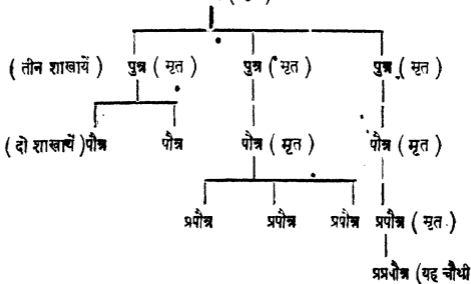 ( तीन शाखायें ) पुत्र ( मृत ) पुत्र ( मृत ) पुत्र ( मृत )
( दो शाखायें ) पौत्र पौत्र पौत्र ( मृत ) पौत्र ( मृत )
प्रपौत्र प्रपौत्र प्रपौत्र प्रपौत्र ( मृत )
प्रप्रपौत्र ( यह चौथी